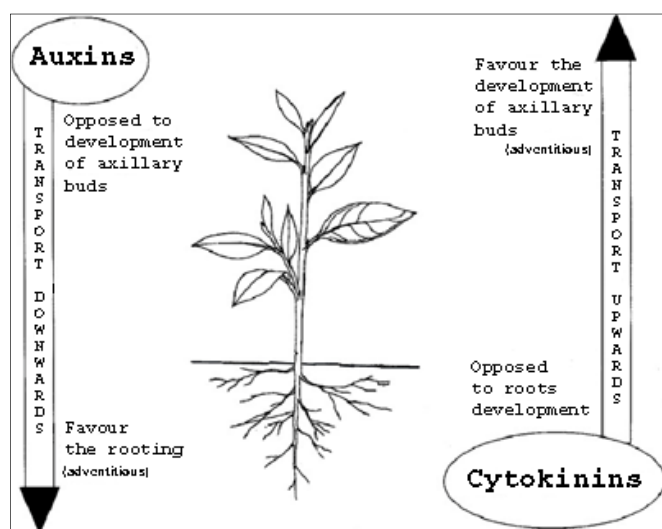 Auxins
Opposed to
development
of axillary
buds
TRANSPORT DOWNWARDS
Favour
the rooting
(adventitious)
Favour the
development
of axillary
buds
(adventitious)
TRANSPORT UPWARDS
Opposed
to roots
development
Cytokinins